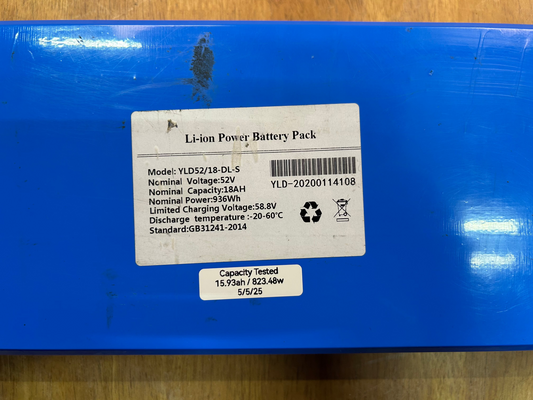 Li-ion Power Battery Pack
Model: YLD52/18-DL-S
Nominal Voltage:52V
Nominal Capacity:18AH
Nominal Power:936Wh
Limited Charging Voltage:58.8V
Discharge temperature :-20-60℃
Standard:GB31241-2014
YLD-20200114108
Capacity Tested
15.93ah / 823.48w
5/5/25